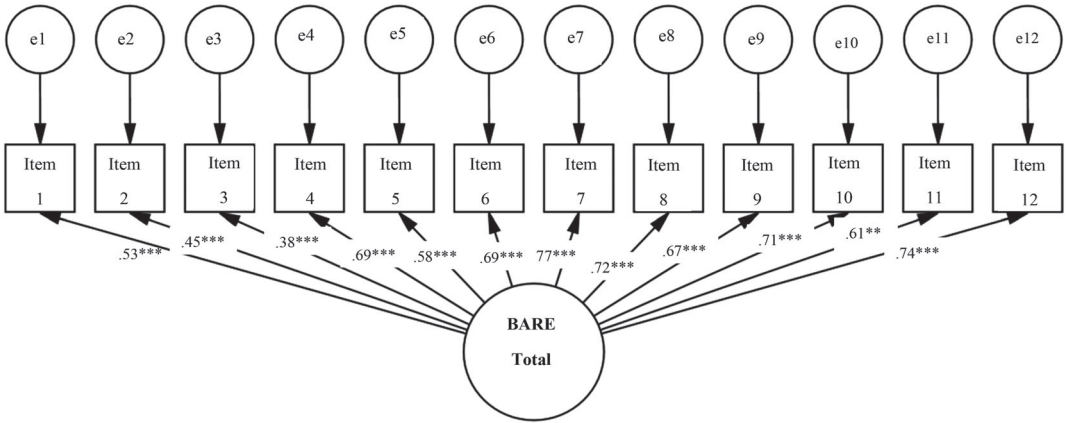 e1 e2 e3 e4 e5 e6 e7 e8 e9 e10 e11 e12
Item Item Item Item Item Item Item Item Item Item Item Item
1 2 3 4 5 6 7 8 9 10 11 12
.53*** .45*** .38*** .69*** .58*** .69*** 77*** .72*** .67*** .71*** .61** .74***
BARE
Total